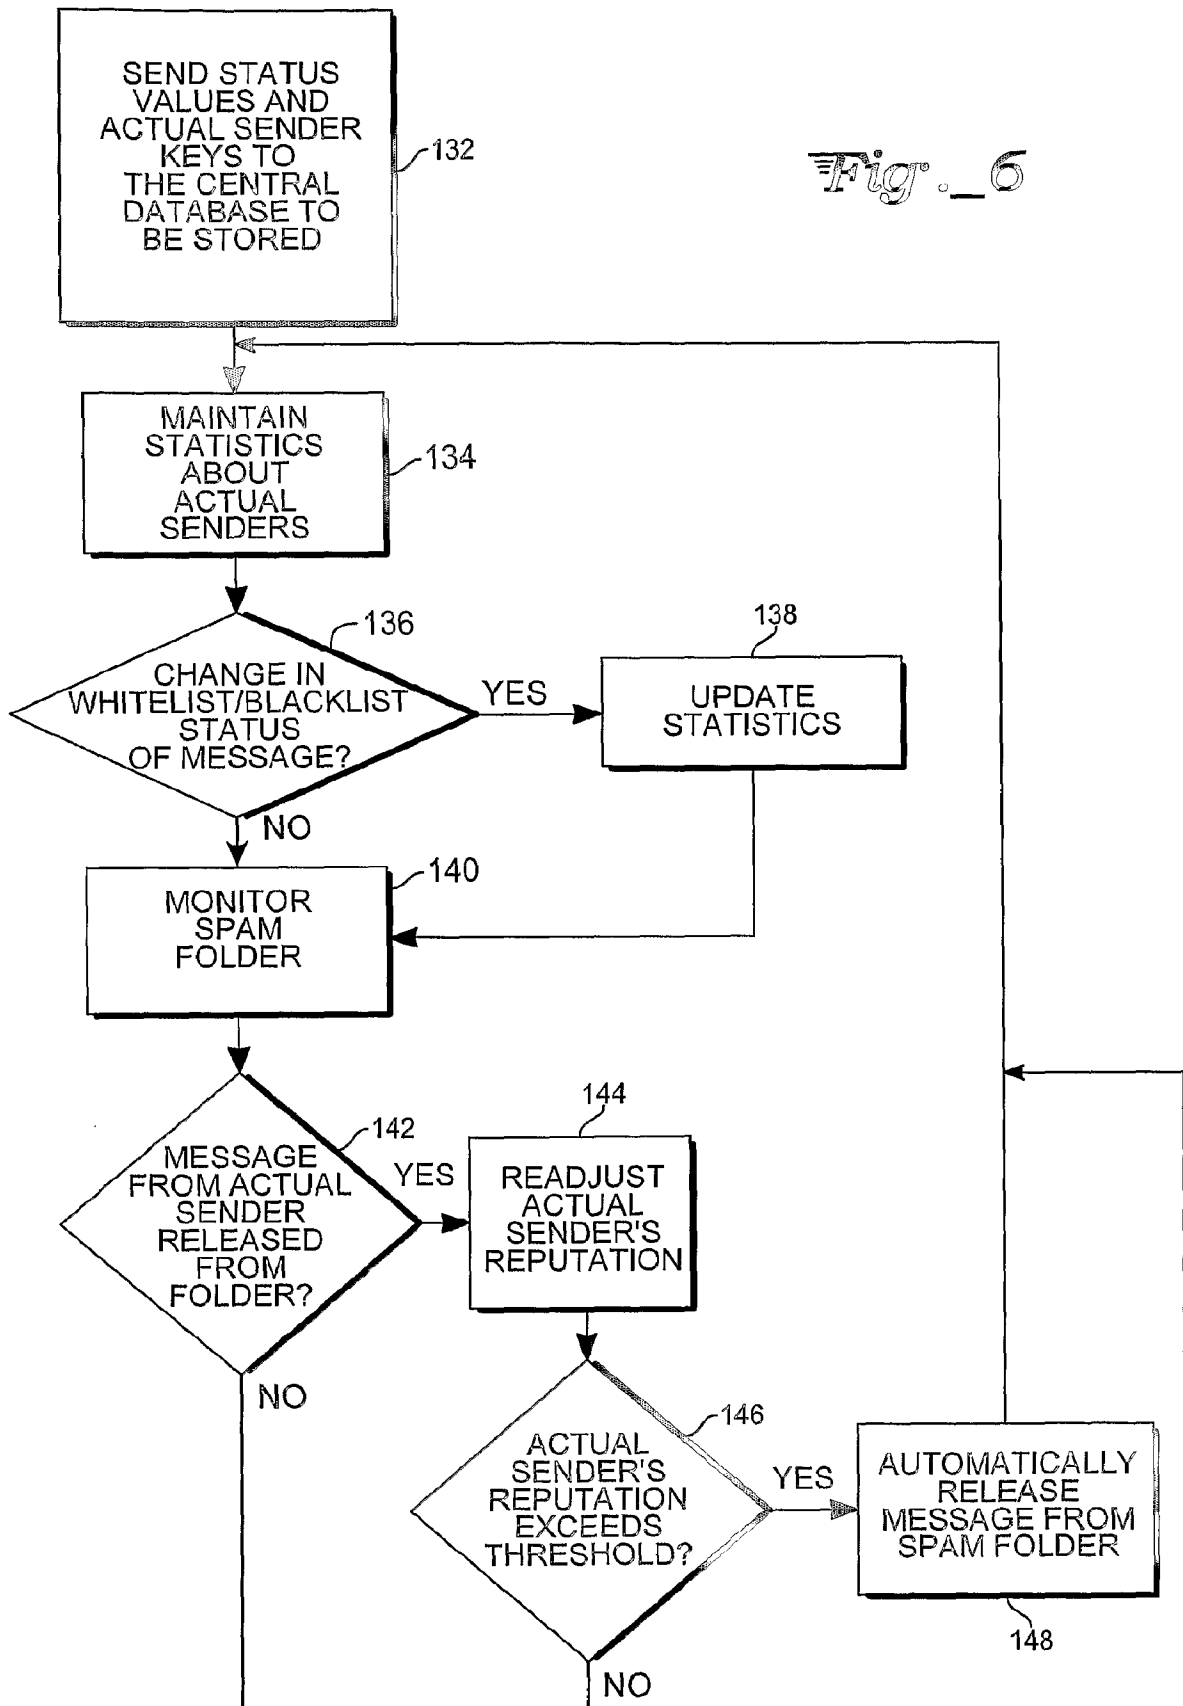 SEND STATUS
VALUES AND
ACTUAL SENDER
KEYS TO
THE CENTRAL
DATABASE TO
BE STORED
132
Fig._6
MAINTAIN
STATISTICS
ABOUT
ACTUAL
SENDERS
134
136
CHANGE IN
WHITELIST/BLACKLIST
STATUS
OF MESSAGE?
YES
138
UPDATE
STATISTICS
NO
140
MONITOR
SPAM
FOLDER
142
MESSAGE
FROM ACTUAL
SENDER
RELEASED
FROM
FOLDER?
YES
144
READJUST
ACTUAL
SENDER'S
REPUTATION
NO
146
ACTUAL
SENDER'S
REPUTATION
EXCEEDS
THRESHOLD?
YES
AUTOMATICALLY
RELEASE
MESSAGE FROM
SPAM FOLDER
148
NO